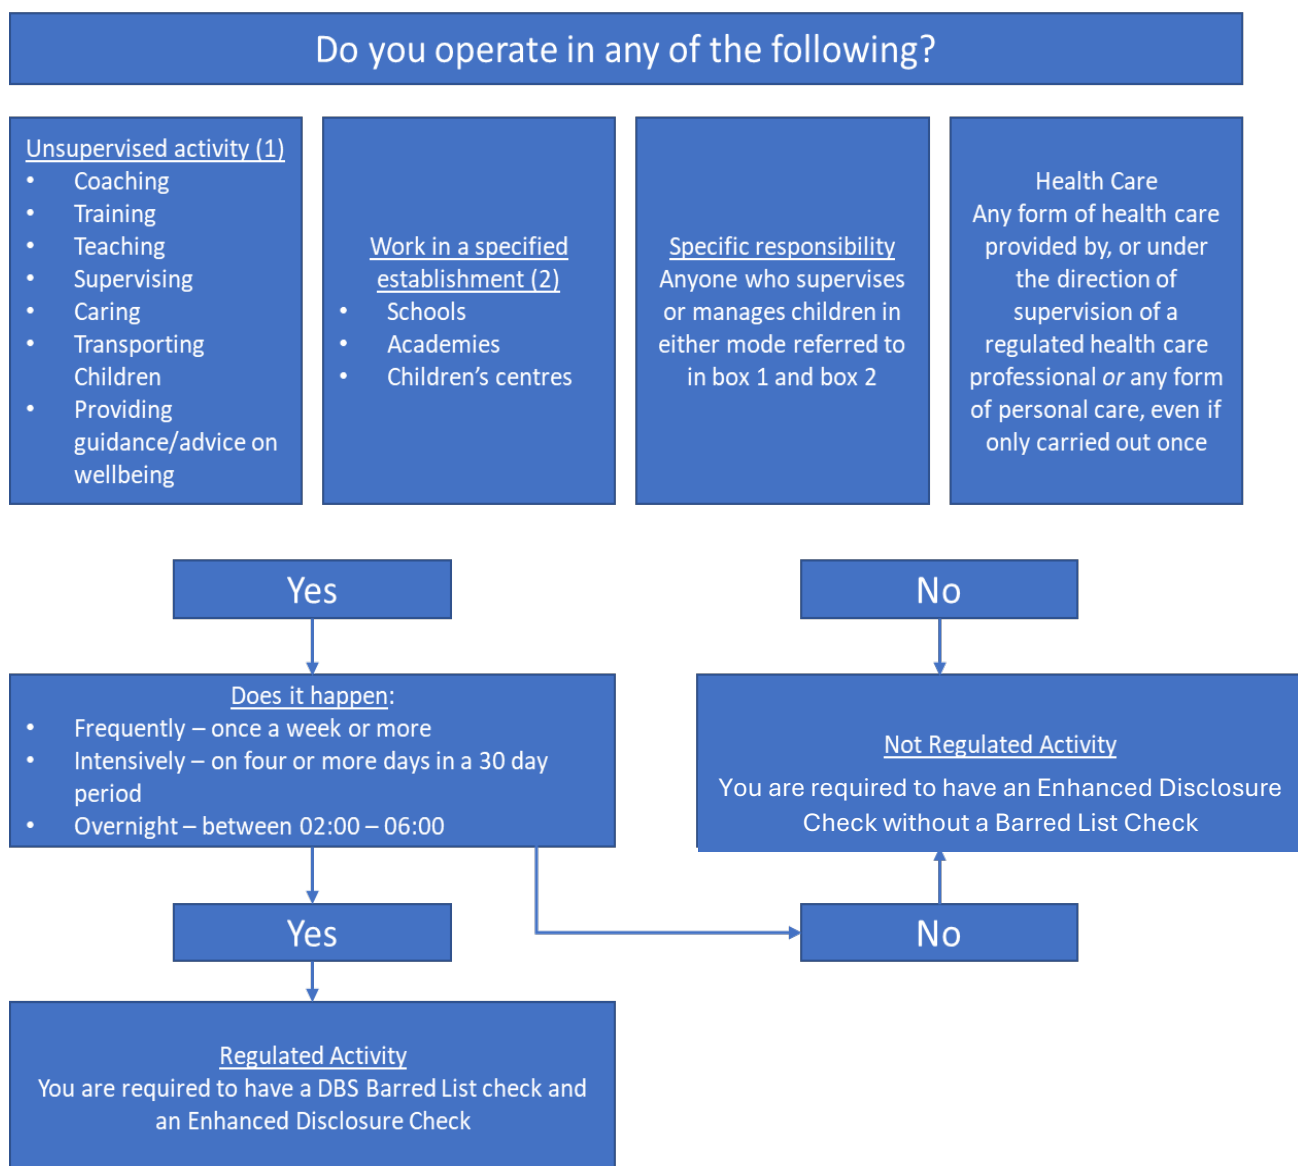 Do you operate in any of the following?
Unsupervised activity (1)
• Coaching
• Training
• Teaching
• Supervising
• Caring
• Transporting
Children
• Providing
guidance/advice on
wellbeing
Work in a specified
establishment (2)
• Schools
• Academies
• Children’s centres
Specific responsibility
Anyone who supervises
or manages children in
either mode referred to
in box 1 and box 2
Health Care
Any form of health care
provided by, or under
the direction of
supervision of a
regulated health care
professional or any form
of personal care, even if
only carried out once
Yes
No
Does it happen:
• Frequently – once a week or more
• Intensively – on four or more days in a 30 day
period
• Overnight – between 02:00 – 06:00
Not Regulated Activity
You are required to have an Enhanced Disclosure
Check without a Barred List Check
Yes
No
Regulated Activity
You are required to have a DBS Barred List check and
an Enhanced Disclosure Check